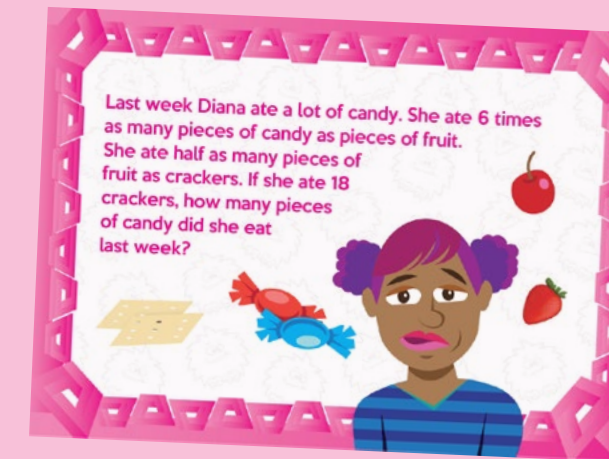 Last week Diana ate a lot of candy. She ate 6 times
as many pieces of candy as pieces of fruit.
She ate half as many pieces of
fruit as crackers. If she ate 18
crackers, how many pieces
of candy did she eat
last week?